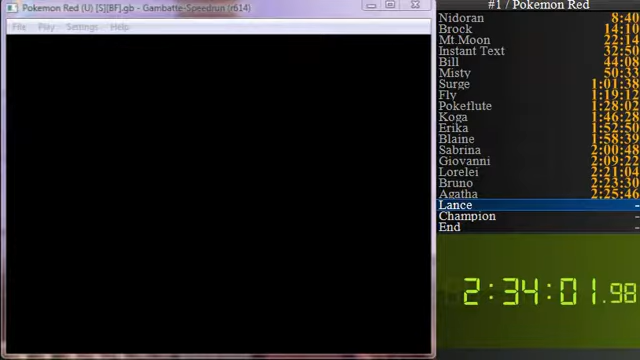 Pokemon Red (U) [S][BF].gb - Gambatte-Speedrun (r614)
File Play Settings Help
#1 / Pokemon Red
Nidoran 8:40
Brock 14:10
Mt.Moon 22:14
Instant Text 32:50
Bill 44:08
Misty 50:33
Surge 1:01:38
Fly 1:19:12
Pokeflute 1:28:02
Koga 1:46:28
Erika 1:52:50
Blaine 1:58:39
Sabrina 2:00:48
Giovanni 2:09:22
Lorelei 2:21:04
Bruno 2:23:30
Agatha 2:25:46
Lance -
Champion -
End -
2:34:01.98